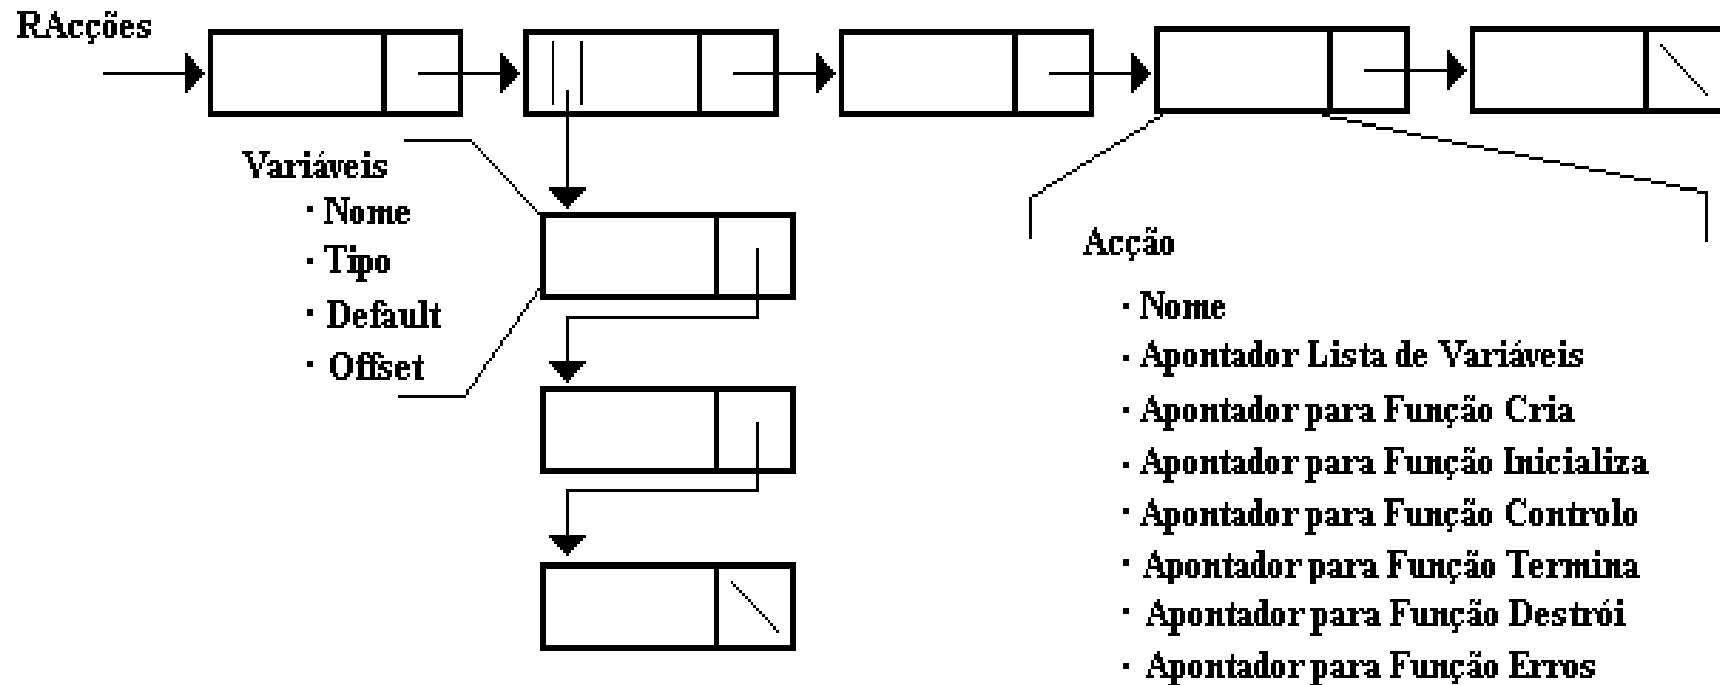 RAcções
Variáveis
· Nome
· Tipo
· Default
· Offset
Acção
· Nome
· Apontador Lista de Variáveis
· Apontador para Função Cria
· Apontador para Função Inicializa
· Apontador para Função Controlo
· Apontador para Função Termina
· Apontador para Função Destrói
· Apontador para Função Erros